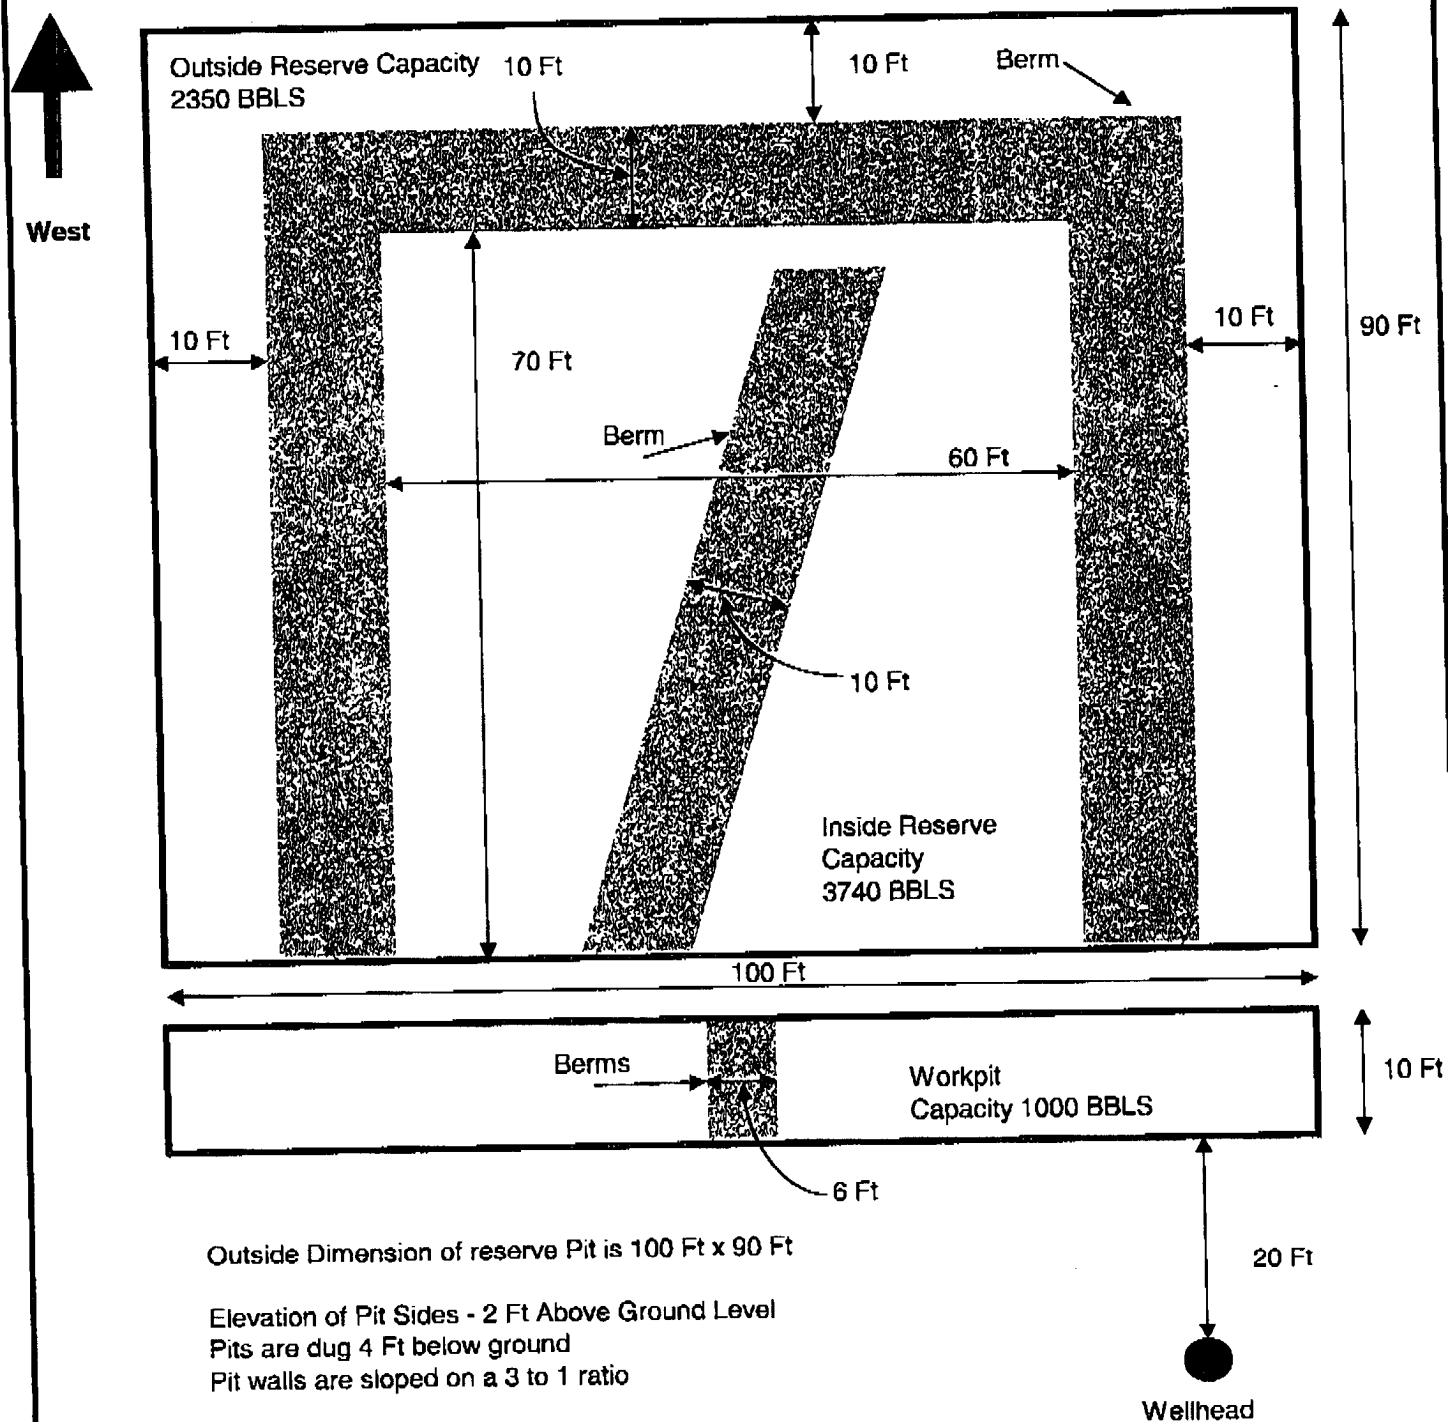 Outside Reserve Capacity
2350 BBLS
10 Ft
10 Ft
Berm
West
10 Ft
10 Ft
90 Ft
70 Ft
Berm
60 Ft
10 Ft
Inside Reserve
Capacity
3740 BBLS
100 Ft
Berms
Workpit
Capacity 1000 BBLS
10 Ft
6 Ft
Outside Dimension of reserve Pit is 100 Ft x 90 Ft
20 Ft
Elevation of Pit Sides - 2 Ft Above Ground Level
Pits are dug 4 Ft below ground
Pit walls are sloped on a 3 to 1 ratio
Wellhead